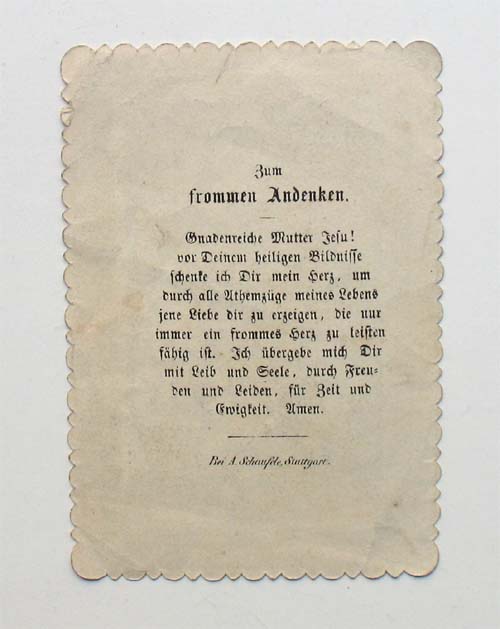 Zum
frommen Andenken.
Gnadenreiche Mutter Jesu!
vor Deinem heiligen Bildnisse
schenke ich Dir mein Herz, um
durch alle Athemzüge meines Lebens
jene Liebe dir zu erzeigen, die nur
immer ein frommes Herz zu leisten
fähig ist. Ich übergebe mich Dir
mit Leib und Seele, durch Freu-
den und Leiden, für Zeit und
Ewigkeit. Amen.
Bei A. Scheufele, Stuttgart.